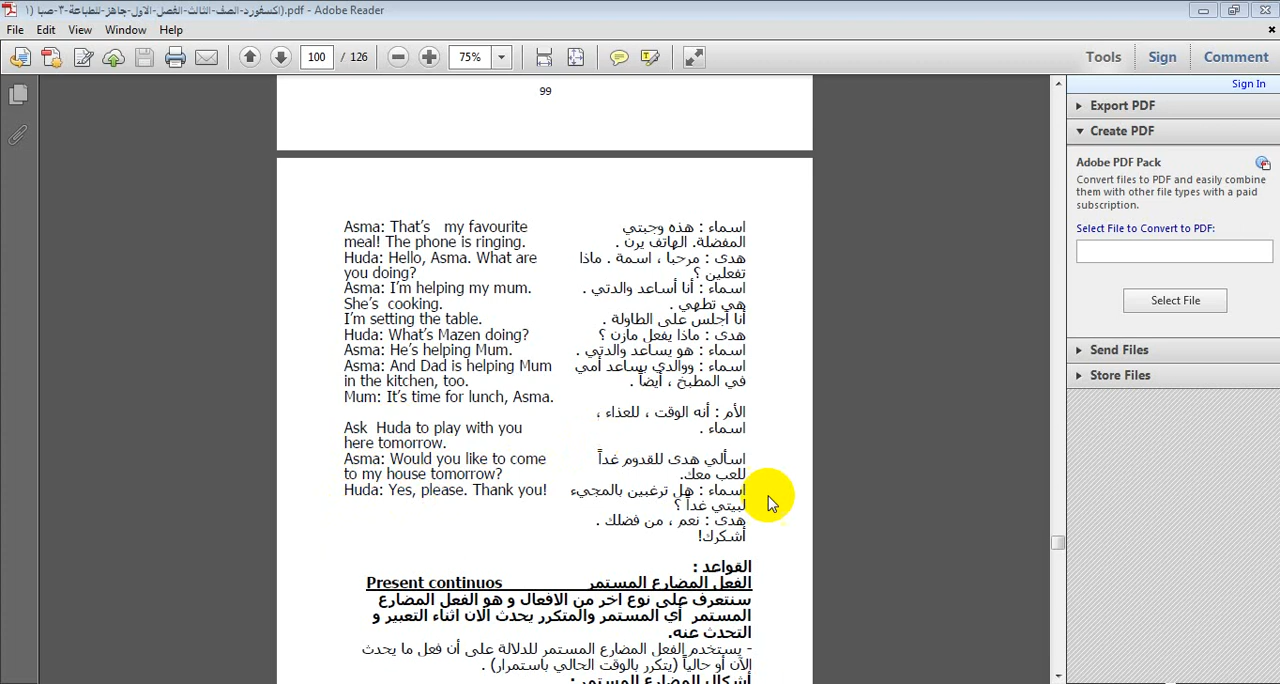 اكسفورد-الصف-الثالث-الفصل-الاول-جاهز-للطباعة-٣-صبا (١).pdf - Adobe Reader
File Edit View Window Help
100 / 126 75% Tools Sign Comment
Sign In
Export PDF
Create PDF
Adobe PDF Pack
Convert files to PDF and easily combine
them with other file types with a paid
subscription.
Select File to Convert to PDF:
Select File
Send Files
Store Files
99
Asma: That's my favourite
meal! The phone is ringing.
Huda: Hello, Asma. What are
you doing?
Asma: I'm helping my mum.
She's cooking.
I'm setting the table.
Huda: What's Mazen doing?
Asma: He's helping Mum.
Asma: And Dad is helping Mum
in the kitchen, too.
Mum: It's time for lunch, Asma.
Ask Huda to play with you
here tomorrow.
Asma: Would you like to come
to my house tomorrow?
Huda: Yes, please. Thank you!
اسماء : هذه وجبتي
المفضلة. الهاتف يرن .
هدى : مرحباً ، اسمة . ماذا
تفعلين ؟
اسماء : أنا أساعد والدتي .
هي تطهي .
أنا أجلس على الطاولة .
هدى : ماذا يفعل مازن ؟
اسماء : هو يساعد والدتي .
اسماء : ووالدي يساعد أمي
في المطبخ ، أيضاً .
الأم : أنه الوقت ، للغذاء ،
اسماء .
اسألي هدى للقدوم غداً
للعب معك.
اسماء : هل ترغبين بالمجيء
لبيتي غداً ؟
هدى : نعم ، من فضلك .
أشكرك!
القواعد :
الفعل المضارع المستمر Present continuos
سنتعرف على نوع اخر من الافعال و هو الفعل المضارع
المستمر أي المستمر والمتكرر يحدث الان اثناء التعبير و
التحدث عنه.
- يستخدم الفعل المضارع المستمر للدلالة على أن فعل ما يحدث
الآن أو حالياً (يتكرر بالوقت الحالي باستمرار) .
أشكال المضارع المستمر :